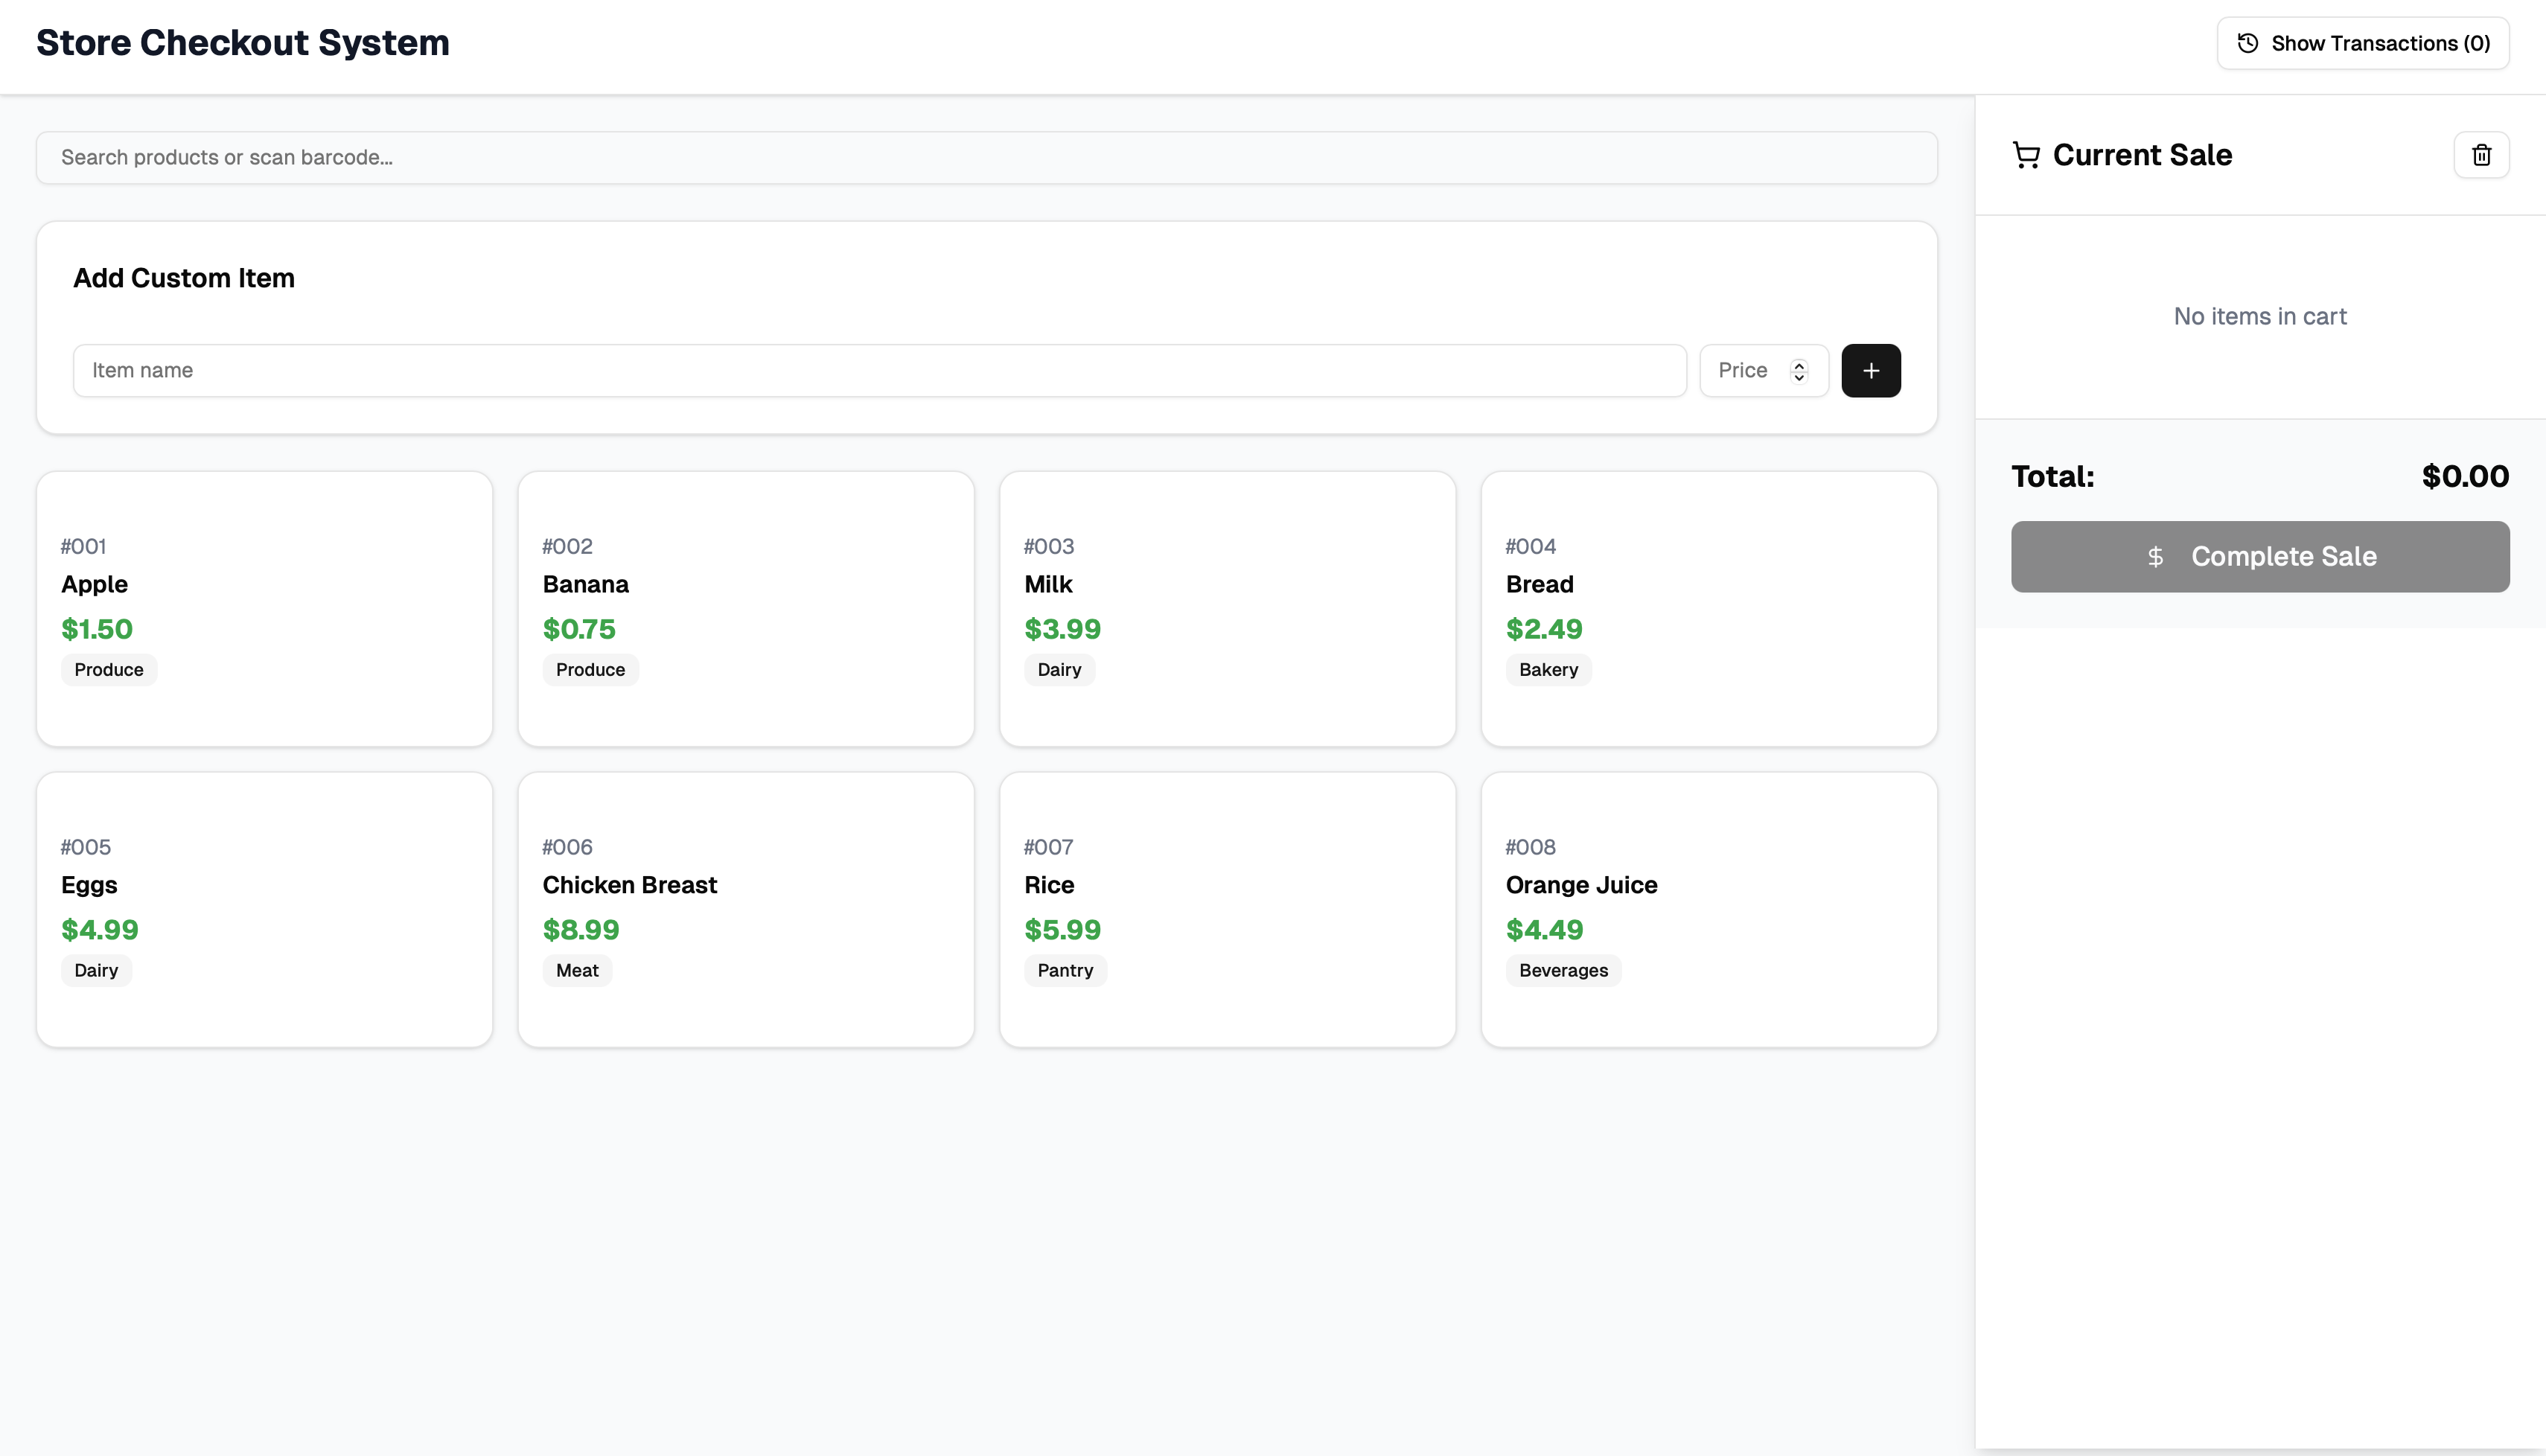 Store Checkout System
Show Transactions (0)
Search products or scan barcode...
Add Custom Item
Item name
Price
#001
Apple
$1.50
Produce
#002
Banana
$0.75
Produce
#003
Milk
$3.99
Dairy
#004
Bread
$2.49
Bakery
#005
Eggs
$4.99
Dairy
#006
Chicken Breast
$8.99
Meat
#007
Rice
$5.99
Pantry
#008
Orange Juice
$4.49
Beverages
Current Sale
No items in cart
Total: $0.00
$ Complete Sale